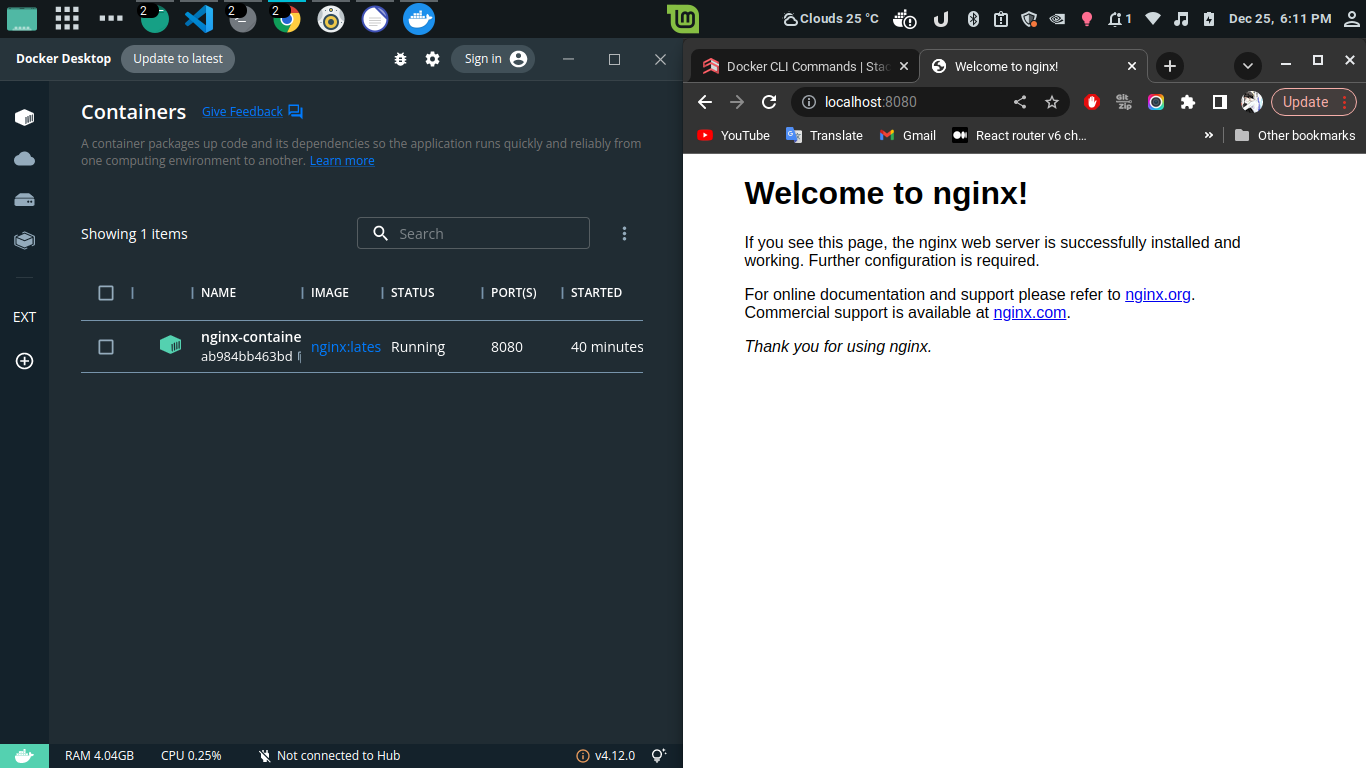 2
2
2
Clouds 25 °C
1
Dec 25, 6:11 PM
Docker Desktop
Update to latest
Sign in
Containers
Give Feedback
A container packages up code and its dependencies so the application runs quickly and reliably from
one computing environment to another. Learn more
Showing 1 items
Search
NAME
IMAGE
STATUS
PORT(S)
STARTED
nginx-containe
ab984bb463bd
nginx:lates
Running
8080
40 minutes
EXT
RAM 4.04GB
CPU 0.25%
Not connected to Hub
v4.12.0
Docker CLI Commands | Stac
Welcome to nginx!
localhost:8080
Git
Zip
Update
YouTube
Translate
Gmail
React router v6 ch...
»
Other bookmarks
Welcome to nginx!
If you see this page, the nginx web server is successfully installed and
working. Further configuration is required.
For online documentation and support please refer to nginx.org.
Commercial support is available at nginx.com.
Thank you for using nginx.